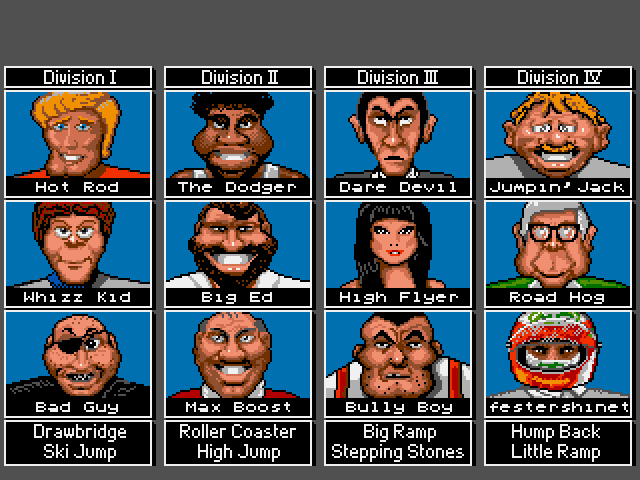 Division I
Division II
Division III
Division IV
Hot Rod
The Dodger
Dare Devil
Jumpin' Jack
Whizz Kid
Big Ed
High Flyer
Road Hog
Bad Guy
Max Boost
Bully Boy
festershinet
Drawbridge
Ski Jump
Roller Coaster
High Jump
Big Ramp
Stepping Stones
Hump Back
Little Ramp